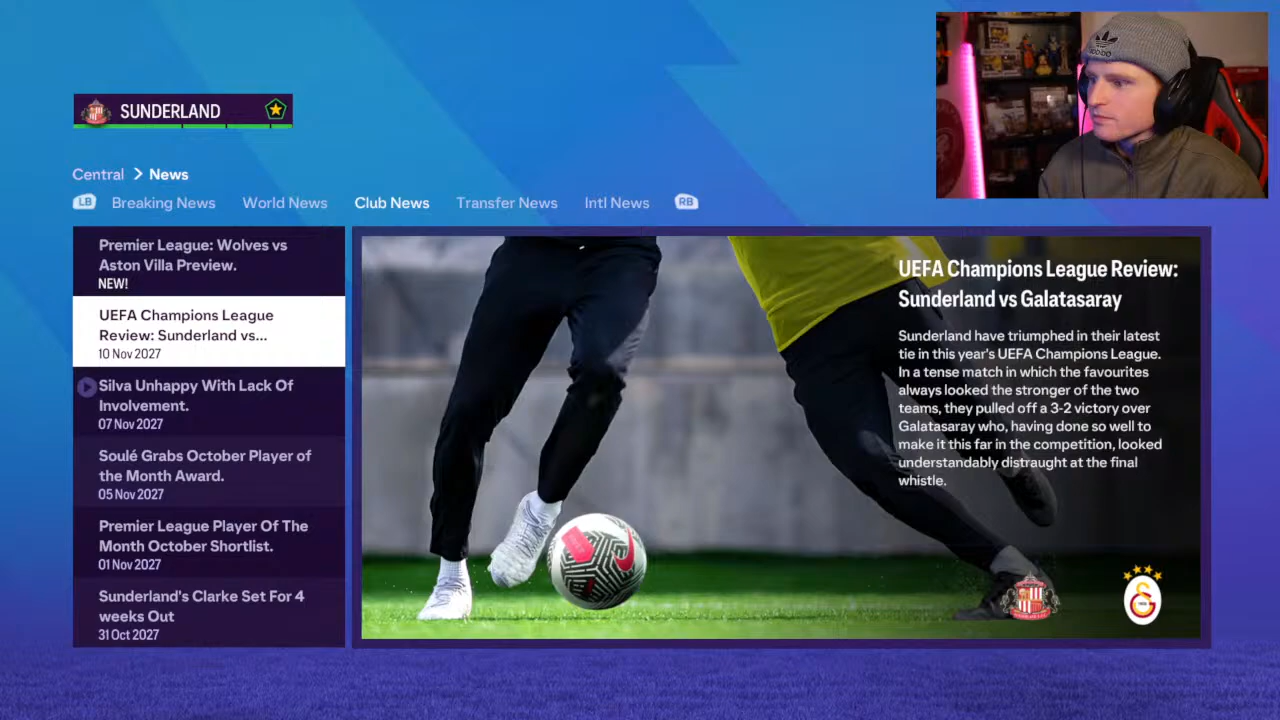 SUNDERLAND
Central > News
LB Breaking News World News Club News Transfer News Intl News RB
Premier League: Wolves vs
Aston Villa Preview.
NEW!
UEFA Champions League
Review: Sunderland vs...
10 Nov 2027
Silva Unhappy With Lack Of
Involvement.
07 Nov 2027
Soulé Grabs October Player of
the Month Award.
05 Nov 2027
Premier League Player Of The
Month October Shortlist.
01 Nov 2027
Sunderland's Clarke Set For 4
weeks Out
31 Oct 2027
UEFA Champions League Review:
Sunderland vs Galatasaray
Sunderland have triumphed in their latest
tie in this year's UEFA Champions League.
In a tense match in which the favourites
always looked the stronger of the two
teams, they pulled off a 3-2 victory over
Galatasaray who, having done so well to
make it this far in the competition, looked
understandably distraught at the final
whistle.